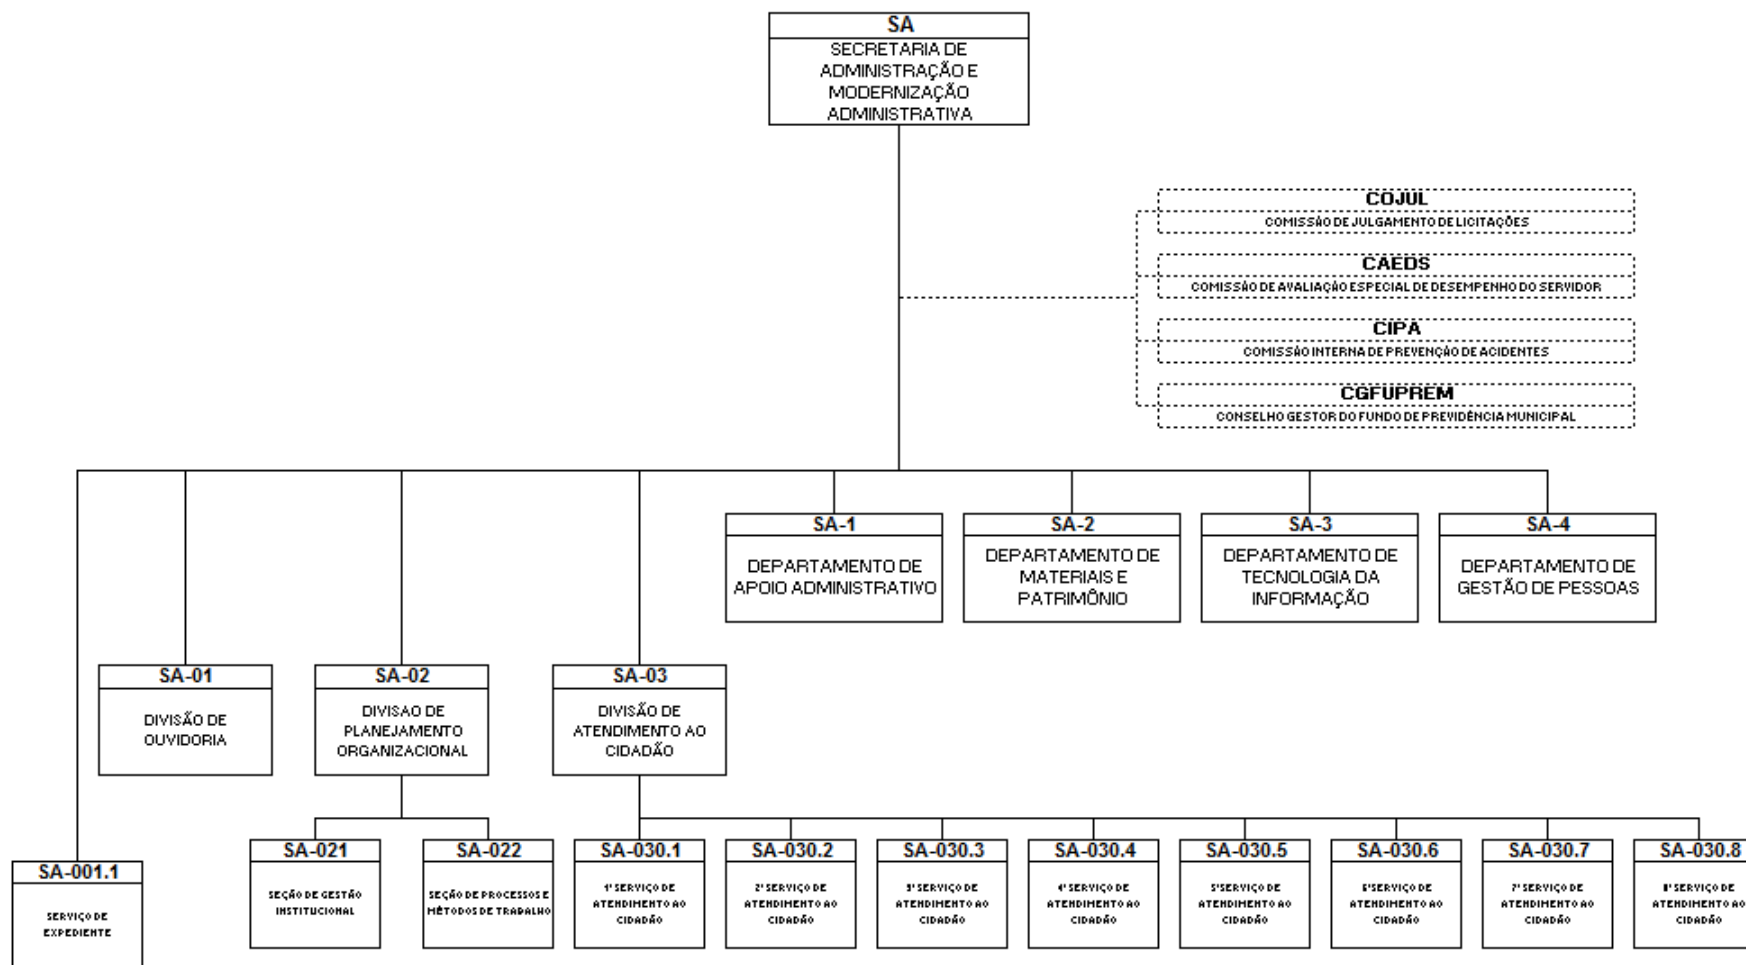 SA
SECRETARIA DE
ADMINISTRAÇÃO E
MODERNIZAÇÃO
ADMINISTRATIVA
COJUL
COMISSÃO DE JULGAMENTO DE LICITAÇÕES
CAEDS
COMISSÃO DE AVALIAÇÃO ESPECIAL DE DESEMPENHO DO SERVIDOR
CIPA
COMISSÃO INTERNA DE PREVENÇÃO DE ACIDENTES
CGFUPREM
CONSELHO GESTOR DO FUNDO DE PREVIDÊNCIA MUNICIPAL
SA-1
DEPARTAMENTO DE
APOIO ADMINISTRATIVO
SA-2
DEPARTAMENTO DE
MATERIAIS E
PATRIMÔNIO
SA-3
DEPARTAMENTO DE
TECNOLOGIA DA
INFORMAÇÃO
SA-4
DEPARTAMENTO DE
GESTÃO DE PESSOAS
SA-01
DIVISÃO DE
OUVIDORIA
SA-02
DIVISAO DE
PLANEJAMENTO
ORGANIZACIONAL
SA-03
DIVISÃO DE
ATENDIMENTO AO
CIDADÃO
SA-001.1
SERVIÇO DE
EXPEDIENTE
SA-021
SEÇÃO DE GESTÃO
INSTITUCIONAL
SA-022
SEÇÃO DE PROCESSOS E
MÉTODOS DE TRABALHO
SA-030.1
1º SERVIÇO DE
ATENDIMENTO AO
CIDADÃO
SA-030.2
2º SERVIÇO DE
ATENDIMENTO AO
CIDADÃO
SA-030.3
3º SERVIÇO DE
ATENDIMENTO AO
CIDADÃO
SA-030.4
4º SERVIÇO DE
ATENDIMENTO AO
CIDADÃO
SA-030.5
5º SERVIÇO DE
ATENDIMENTO AO
CIDADÃO
SA-030.6
6º SERVIÇO DE
ATENDIMENTO AO
CIDADÃO
SA-030.7
7º SERVIÇO DE
ATENDIMENTO AO
CIDADÃO
SA-030.8
8º SERVIÇO DE
ATENDIMENTO AO
CIDADÃO